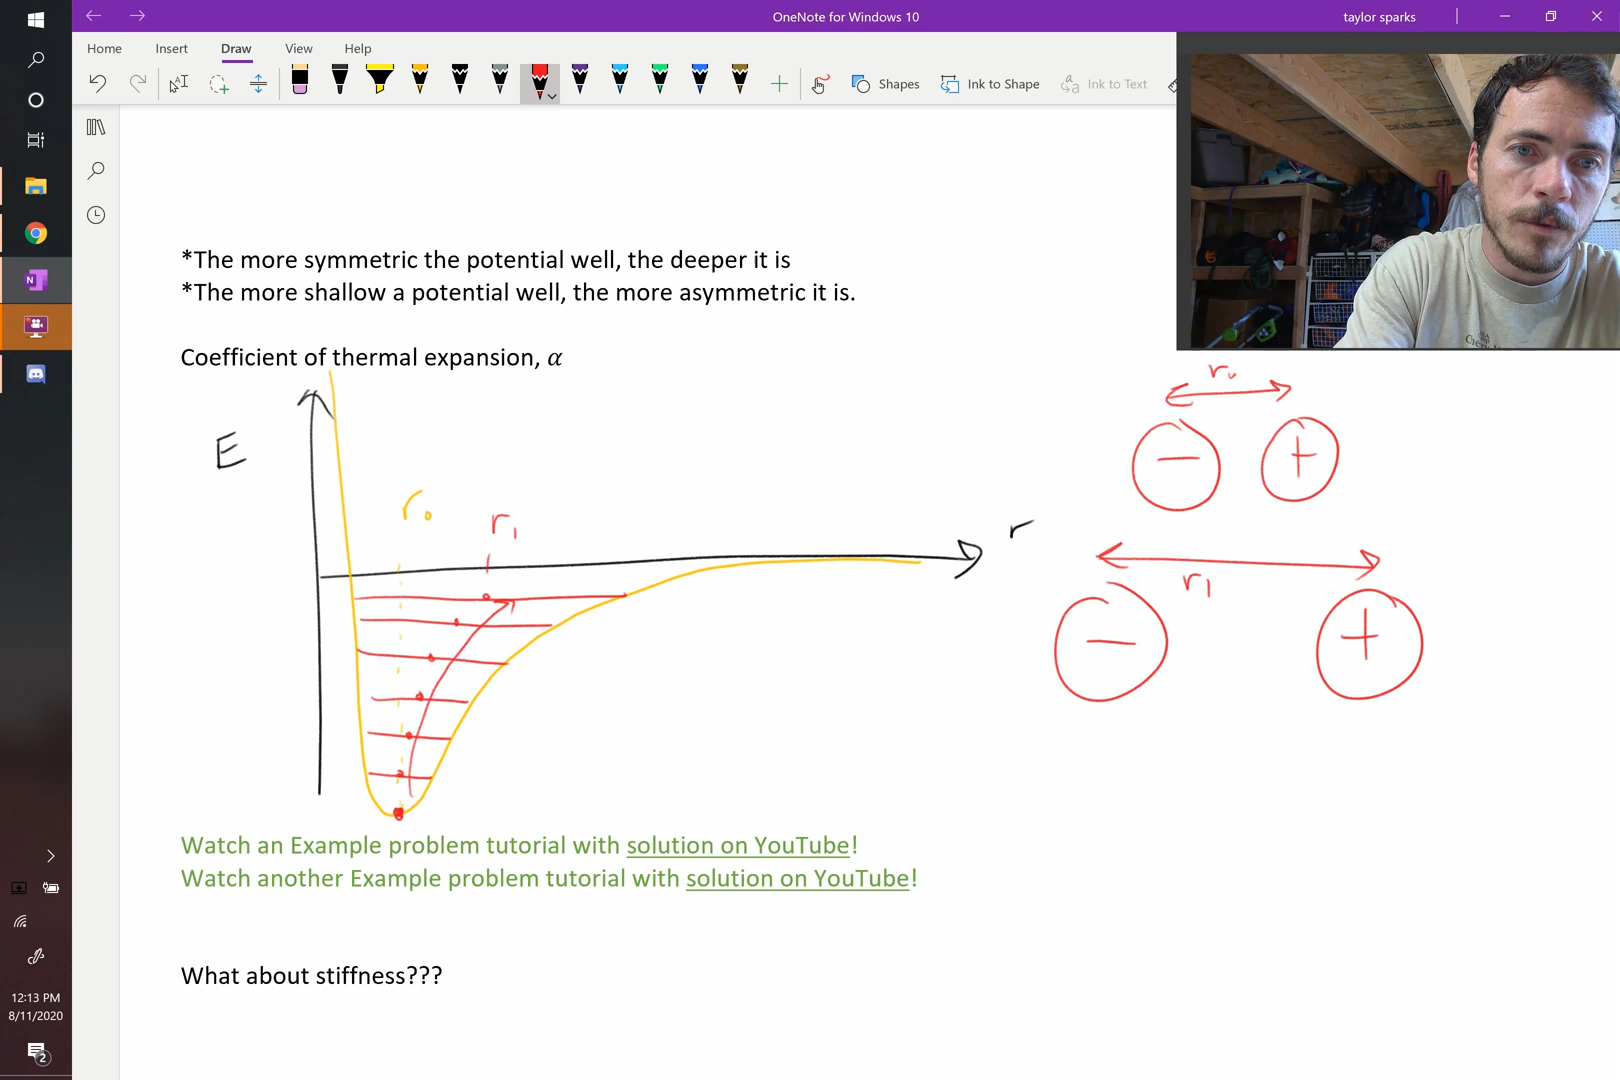 OneNote for Windows 10
taylor sparks
Home Insert Draw View Help
Shapes Ink to Shape Ink to Text
*The more symmetric the potential well, the deeper it is
*The more shallow a potential well, the more asymmetric it is.
Coefficient of thermal expansion, α
E
r₀
r₁
r
r₀
− +
r₁
− +
Watch an Example problem tutorial with solution on YouTube!
Watch another Example problem tutorial with solution on YouTube!
What about stiffness???
12:13 PM
8/11/2020
2